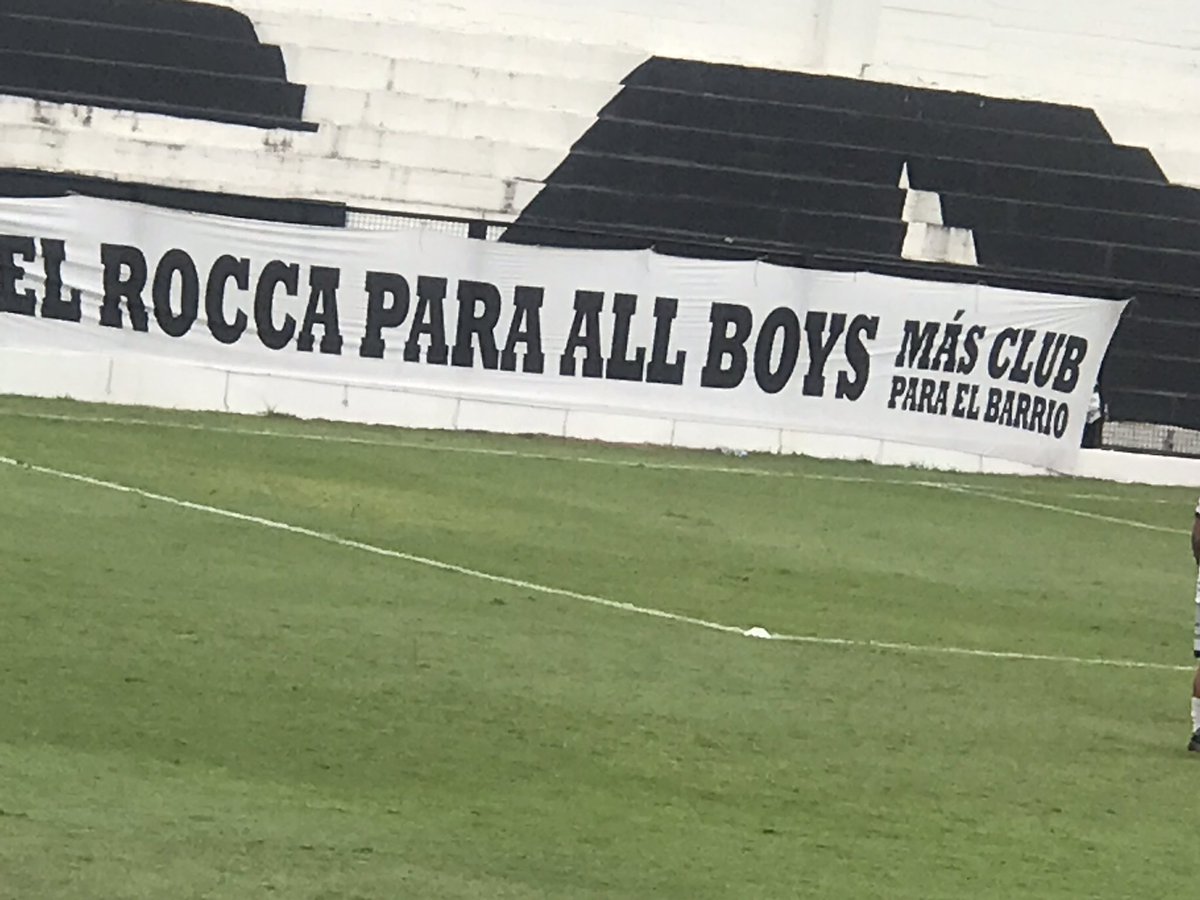 EL ROCCA PARA ALL BOYS
MÁS CLUB
PARA EL BARRIO